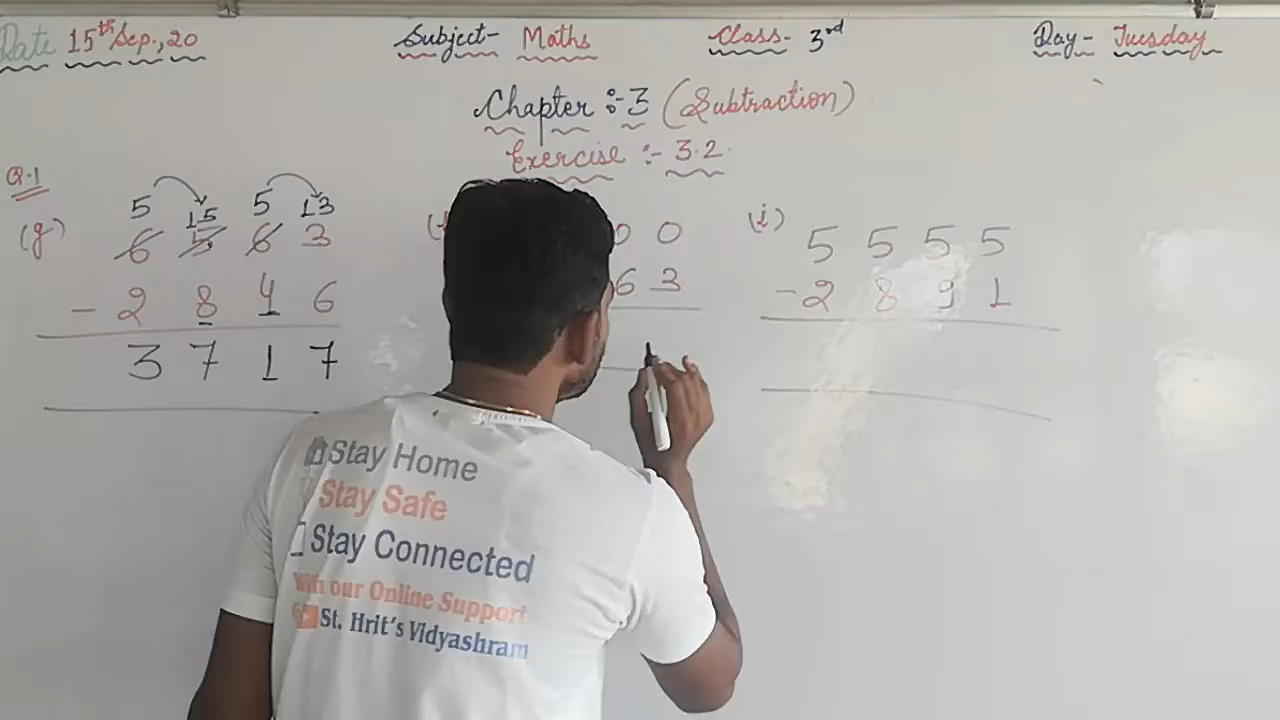 Date 15th Sep., 20 Subject- Maths Class- 3rd Day- Tuesday
Chapter :- 3 (Subtraction)
Exercise :- 3.2
Q.1
5 15 5 13
(g) 6 5 6 3
- 2 8 4 6
3 7 1 7
0 0
6 3
(i) 5 5 5 5
- 2 8 9 1
Stay Home
Stay Safe
Stay Connected
With our Online Support
St. Hrit's Vidyashram